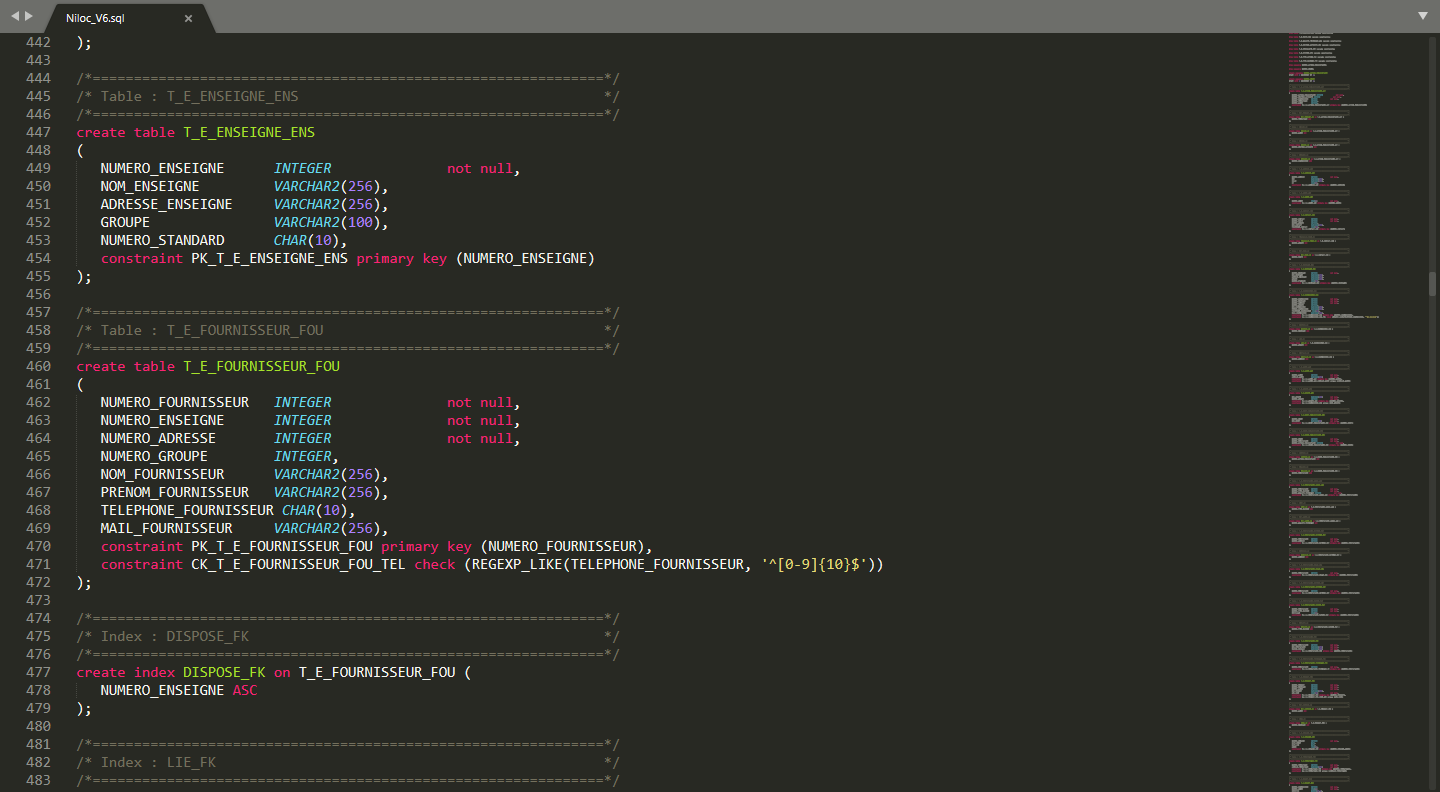 Niloc_V6.sql ×
442 );
443
444 /*==============================================================*/
445 /* Table : T_E_ENSEIGNE_ENS */
446 /*==============================================================*/
447 create table T_E_ENSEIGNE_ENS
448 (
449 NUMERO_ENSEIGNE INTEGER not null,
450 NOM_ENSEIGNE VARCHAR2(256),
451 ADRESSE_ENSEIGNE VARCHAR2(256),
452 GROUPE VARCHAR2(100),
453 NUMERO_STANDARD CHAR(10),
454 constraint PK_T_E_ENSEIGNE_ENS primary key (NUMERO_ENSEIGNE)
455 );
456
457 /*==============================================================*/
458 /* Table : T_E_FOURNISSEUR_FOU */
459 /*==============================================================*/
460 create table T_E_FOURNISSEUR_FOU
461 (
462 NUMERO_FOURNISSEUR INTEGER not null,
463 NUMERO_ENSEIGNE INTEGER not null,
464 NUMERO_ADRESSE INTEGER not null,
465 NUMERO_GROUPE INTEGER,
466 NOM_FOURNISSEUR VARCHAR2(256),
467 PRENOM_FOURNISSEUR VARCHAR2(256),
468 TELEPHONE_FOURNISSEUR CHAR(10),
469 MAIL_FOURNISSEUR VARCHAR2(256),
470 constraint PK_T_E_FOURNISSEUR_FOU primary key (NUMERO_FOURNISSEUR),
471 constraint CK_T_E_FOURNISSEUR_FOU_TEL check (REGEXP_LIKE(TELEPHONE_FOURNISSEUR, '^[0-9]{10}$'))
472 );
473
474 /*==============================================================*/
475 /* Index : DISPOSE_FK */
476 /*==============================================================*/
477 create index DISPOSE_FK on T_E_FOURNISSEUR_FOU (
478 NUMERO_ENSEIGNE ASC
479 );
480
481 /*==============================================================*/
482 /* Index : LIE_FK */
483 /*==============================================================*/